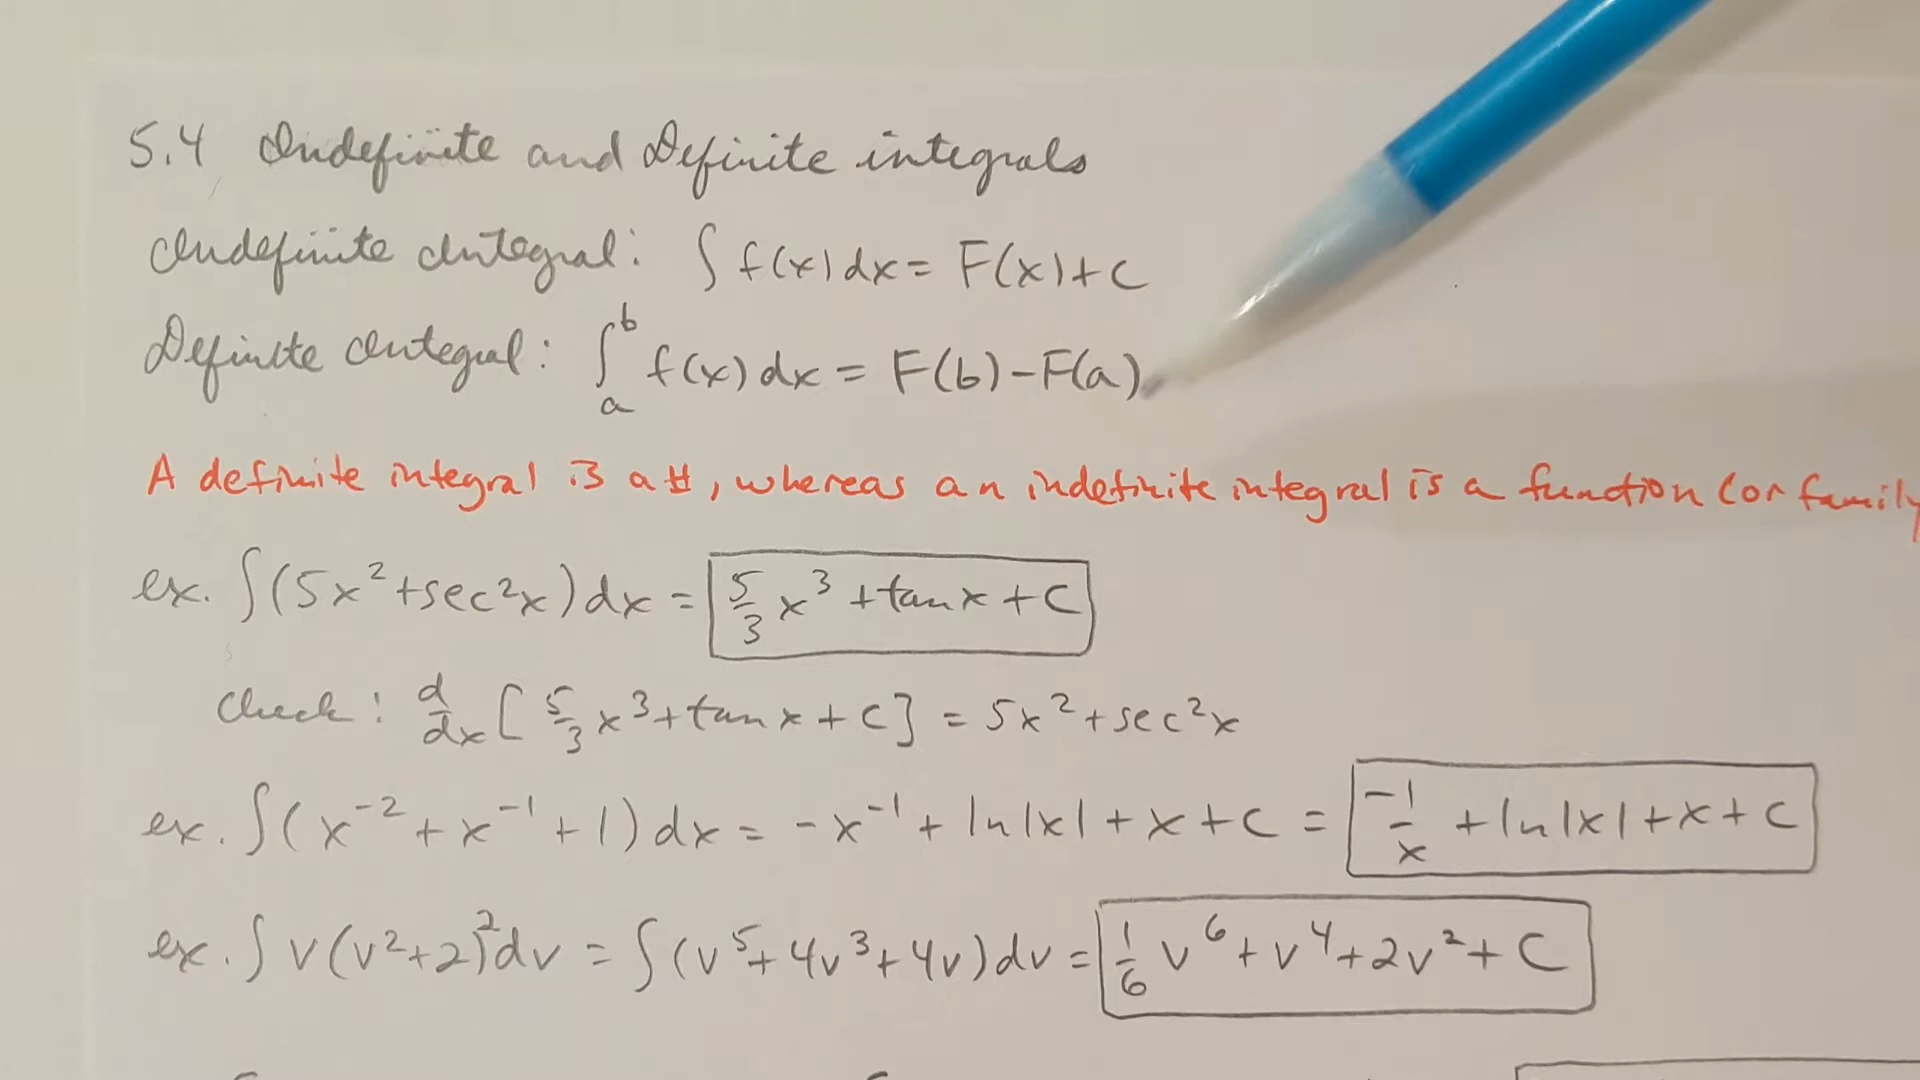 5.4 Indefinite and Definite integrals
Indefinite Integral: ∫ f(x) dx = F(x) + C
Definite Integral: ∫_a^b f(x) dx = F(b) - F(a)
A definite integral is a #, whereas an indefinite integral is a function (or family
ex. ∫(5x² + sec²x) dx = 5/3 x³ + tan x + C
Check: d/dx [5/3 x³ + tan x + C] = 5x² + sec²x
ex. ∫(x⁻² + x⁻¹ + 1) dx = -x⁻¹ + ln|x| + x + C = -1/x + ln|x| + x + C
ex. ∫ v(v² + 2)² dv = ∫(v⁵ + 4v³ + 4v) dv = 1/6 v⁶ + v⁴ + 2v² + C